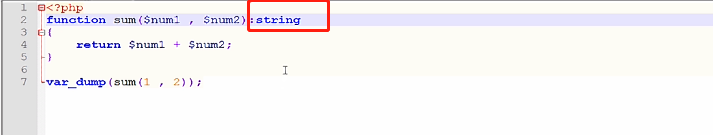 1 <?php
2 function sum($num1 , $num2):string
3 {
4 return $num1 + $num2;
5 }
6
7 var_dump(sum(1 , 2));